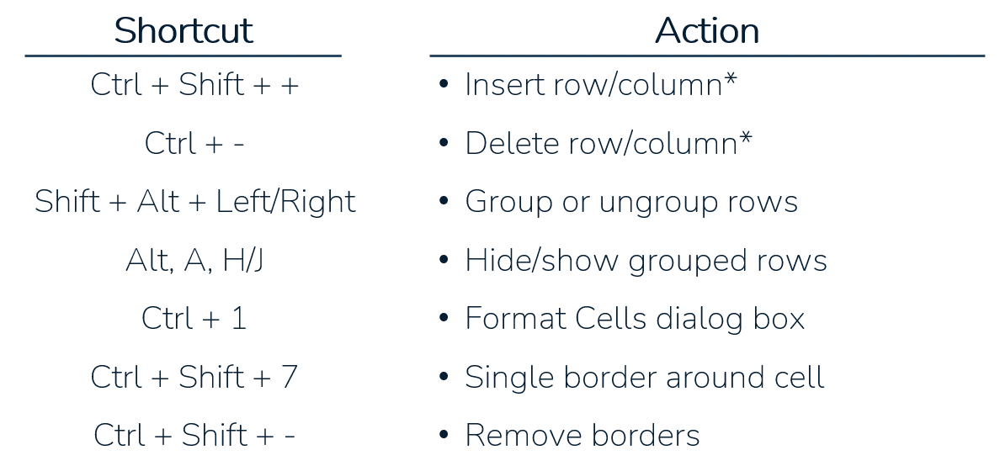 Shortcut Action
Ctrl + Shift + + • Insert row/column*
Ctrl + - • Delete row/column*
Shift + Alt + Left/Right • Group or ungroup rows
Alt, A, H/J • Hide/show grouped rows
Ctrl + 1 • Format Cells dialog box
Ctrl + Shift + 7 • Single border around cell
Ctrl + Shift + - • Remove borders